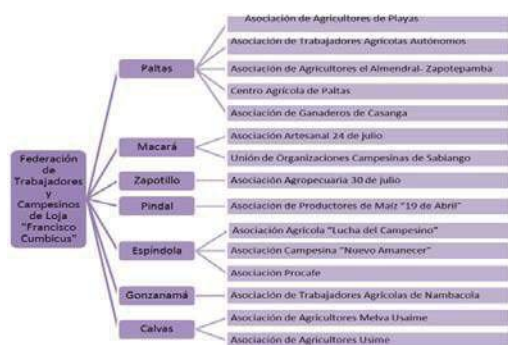 Federación
de
Trabajadores
y
Campesinos
de Loja
"Francisco
Cumbicus"
Paltas
Asociación de Agricultores de Playas
Asociación de Trabajadores Agrícolas Autónomos
Asociación de Agricultores el Almendral- Zapotepamba
Centro Agrícola de Paltas
Asociación de Ganaderos de Casanga
Macará
Asociación Artesanal 24 de julio
Unión de Organizaciones Campesinas de Sabiango
Zapotillo
Asociación Agropecuaria 30 de julio
Pindal
Asociación de Productores de Maíz "19 de Abril"
Espíndola
Asociación Agrícola "Lucha del Campesino"
Asociación Campesina "Nuevo Amanecer"
Asociación Procafe
Gonzanamá
Asociación de Trabajadores Agrícolas de Nambacola
Calvas
Asociación de Agricultores Melva Usaime
Asociación de Agricultores Usime